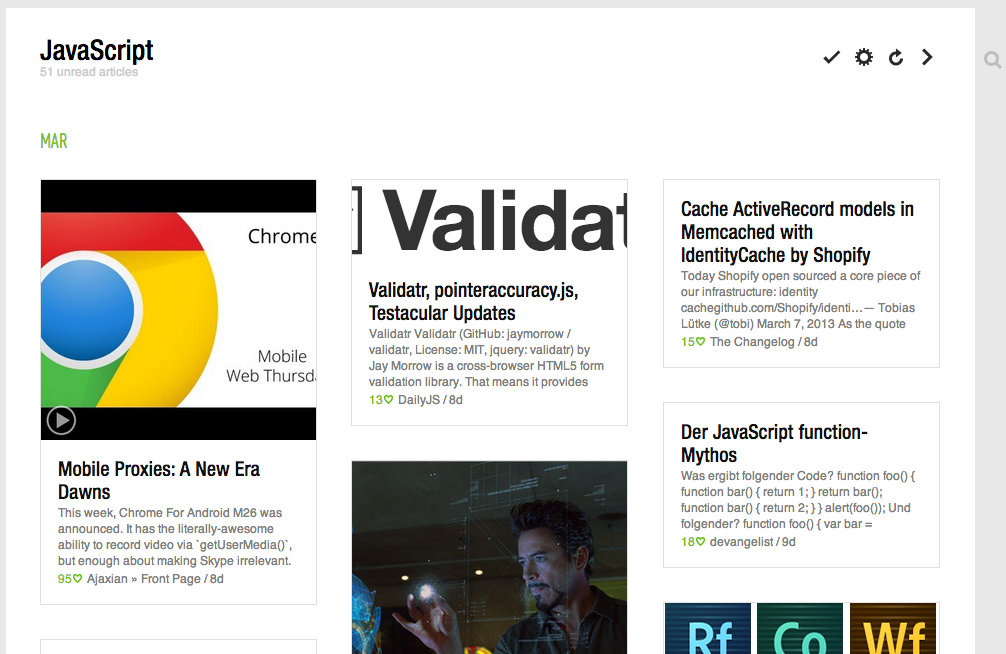 JavaScript
51 unread articles
MAR
Chrome
Mobile
Web Thursda
Mobile Proxies: A New Era
Dawns
This week, Chrome For Android M26 was
announced. It has the literally-awesome
ability to record video via `getUserMedia()`,
but enough about making Skype irrelevant.
95♡ Ajaxian » Front Page / 8d
Validat
Validatr, pointeraccuracy.js,
Testacular Updates
Validatr Validatr (GitHub: jaymorrow /
validatr, License: MIT, jquery: validatr) by
Jay Morrow is a cross-browser HTML5 form
validation library. That means it provides
13♡ DailyJS / 8d
Cache ActiveRecord models in
Memcached with
IdentityCache by Shopify
Today Shopify open sourced a core piece of
our infrastructure: identity
cachegithub.com/Shopify/identi…— Tobias
Lütke (@tobi) March 7, 2013 As the quote
15♡ The Changelog / 8d
Der JavaScript function-
Mythos
Was ergibt folgender Code? function foo() {
function bar() { return 1; } return bar();
function bar() { return 2; } } alert(foo()); Und
folgender? function foo() { var bar =
18♡ devangelist / 9d
Rf Co Wf